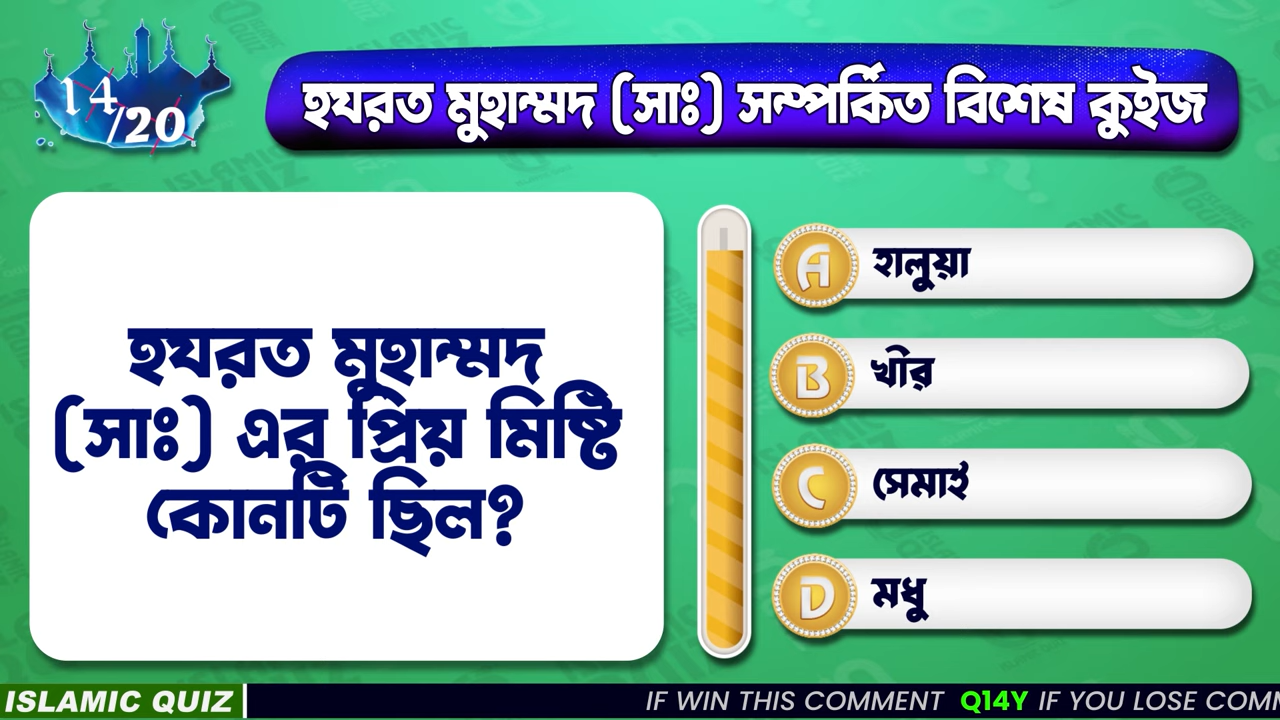 14/20
হযরত মুহাম্মদ (সাঃ) সম্পর্কিত বিশেষ কুইজ
হযরত মুহাম্মদ
(সাঃ) এর প্রিয় মিষ্টি
কোনটি ছিল?
A হালুয়া
B খীর
C সেমাই
D মধু
ISLAMIC QUIZ
IF WIN THIS COMMENT Q14Y IF YOU LOSE COMM